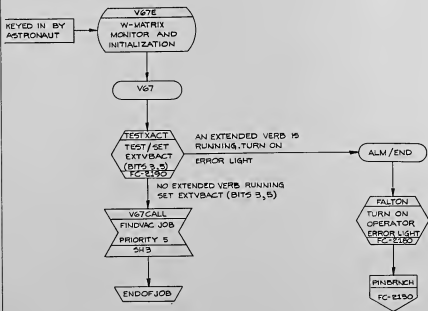 V67E
KEYED IN BY
ASTRONAUT
W-MATRIX
MONITOR AND
INITIALIZATION
V67
TESTXACT
TEST/SET
EXTVBACT
(BITS 3,5)
FC-2190
AN EXTENDED VERB IS
RUNNING. TURN ON
ERROR LIGHT
ALM/END
NO EXTENDED VERB RUNNING
SET EXTVBACT (BITS 3,5)
FALTON
TURN ON
OPERATOR
ERROR LIGHT
FC-2180
V67CALL
FINDVAC JOB
PRIORITY 5
SH3
ENDOFJOB
PINBRNCH
FC-2150